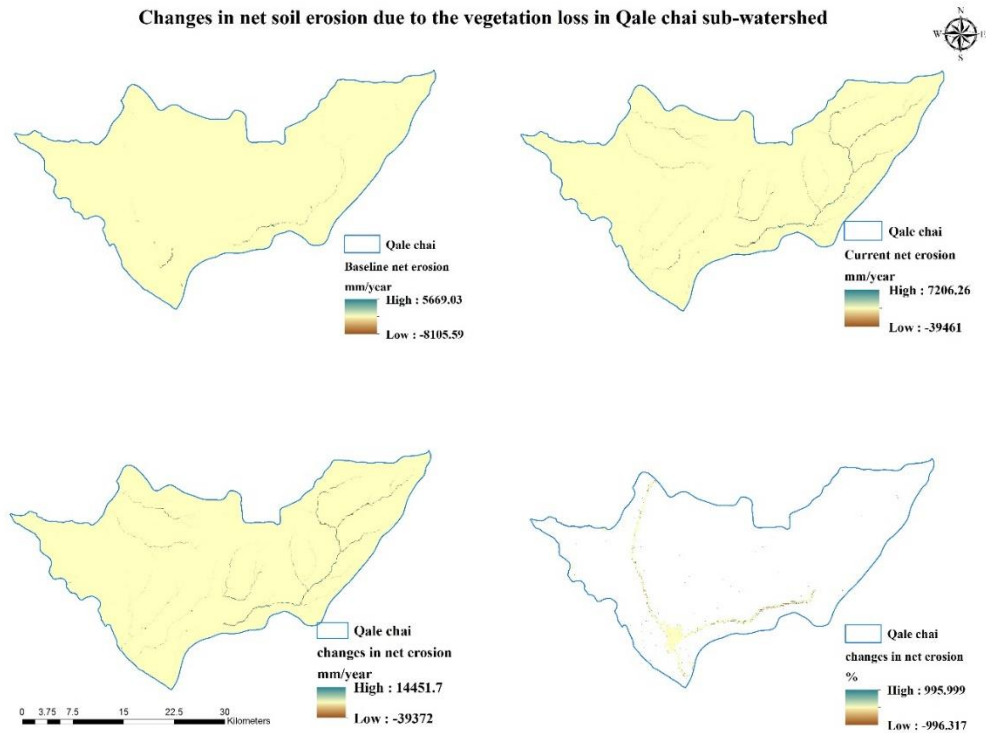 Changes in net soil erosion due to the vegetation loss in Qale chai sub-watershed
N
W E
S
Qale chai
Baseline net erosion
mm/year
High : 5669.03
Low : -8105.59
Qale chai
Current net erosion
mm/year
High : 7206.26
Low : -39461
Qale chai
changes in net erosion
mm/year
High : 14451.7
Low : -39372
0 3.75 7.5 15 22.5 30
Kilometers
Qale chai
changes in net erosion
%
High : 995.999
Low : -996.317